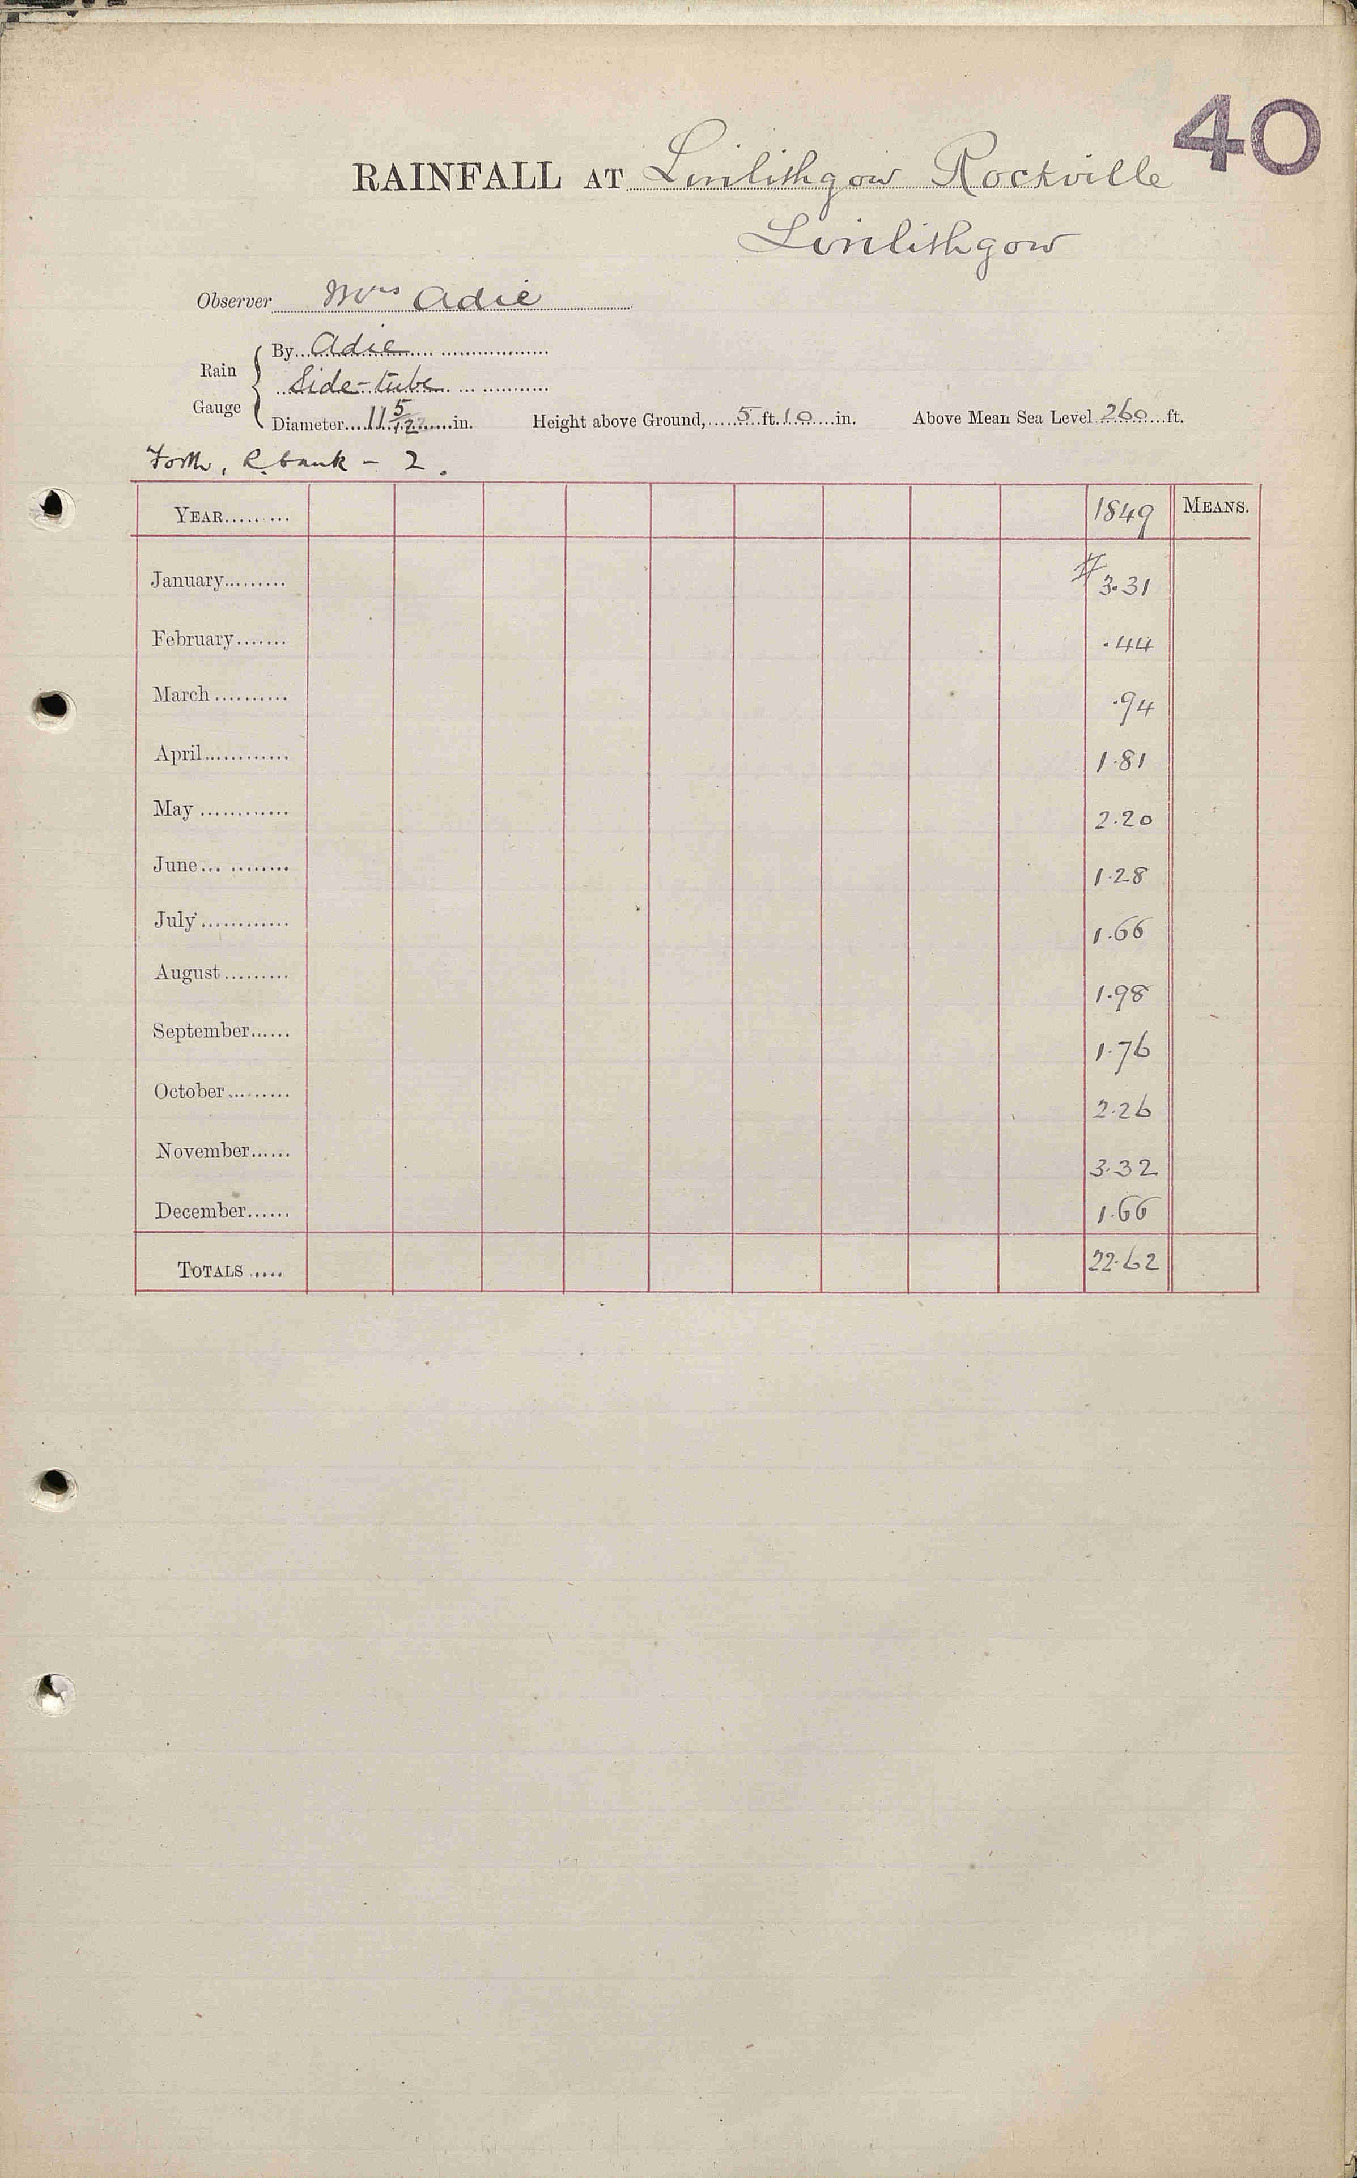 40
RAINFALL AT Linlithgow Rockville
Linlithgow
Observer Mrs Adie
Rain Gauge { By Adie
Side-tube
Diameter 11 5/12 in. Height above Ground, 5 ft. 10 in. Above Mean Sea Level 260 ft.
Forth, R. bank - 2.
YEAR 1849 MEANS.
January # 3.31
February .44
March .94
April 1.81
May 2.20
June 1.28
July 1.66
August 1.98
September 1.76
October 2.26
November 3.32
December 1.66
TOTALS 22.62